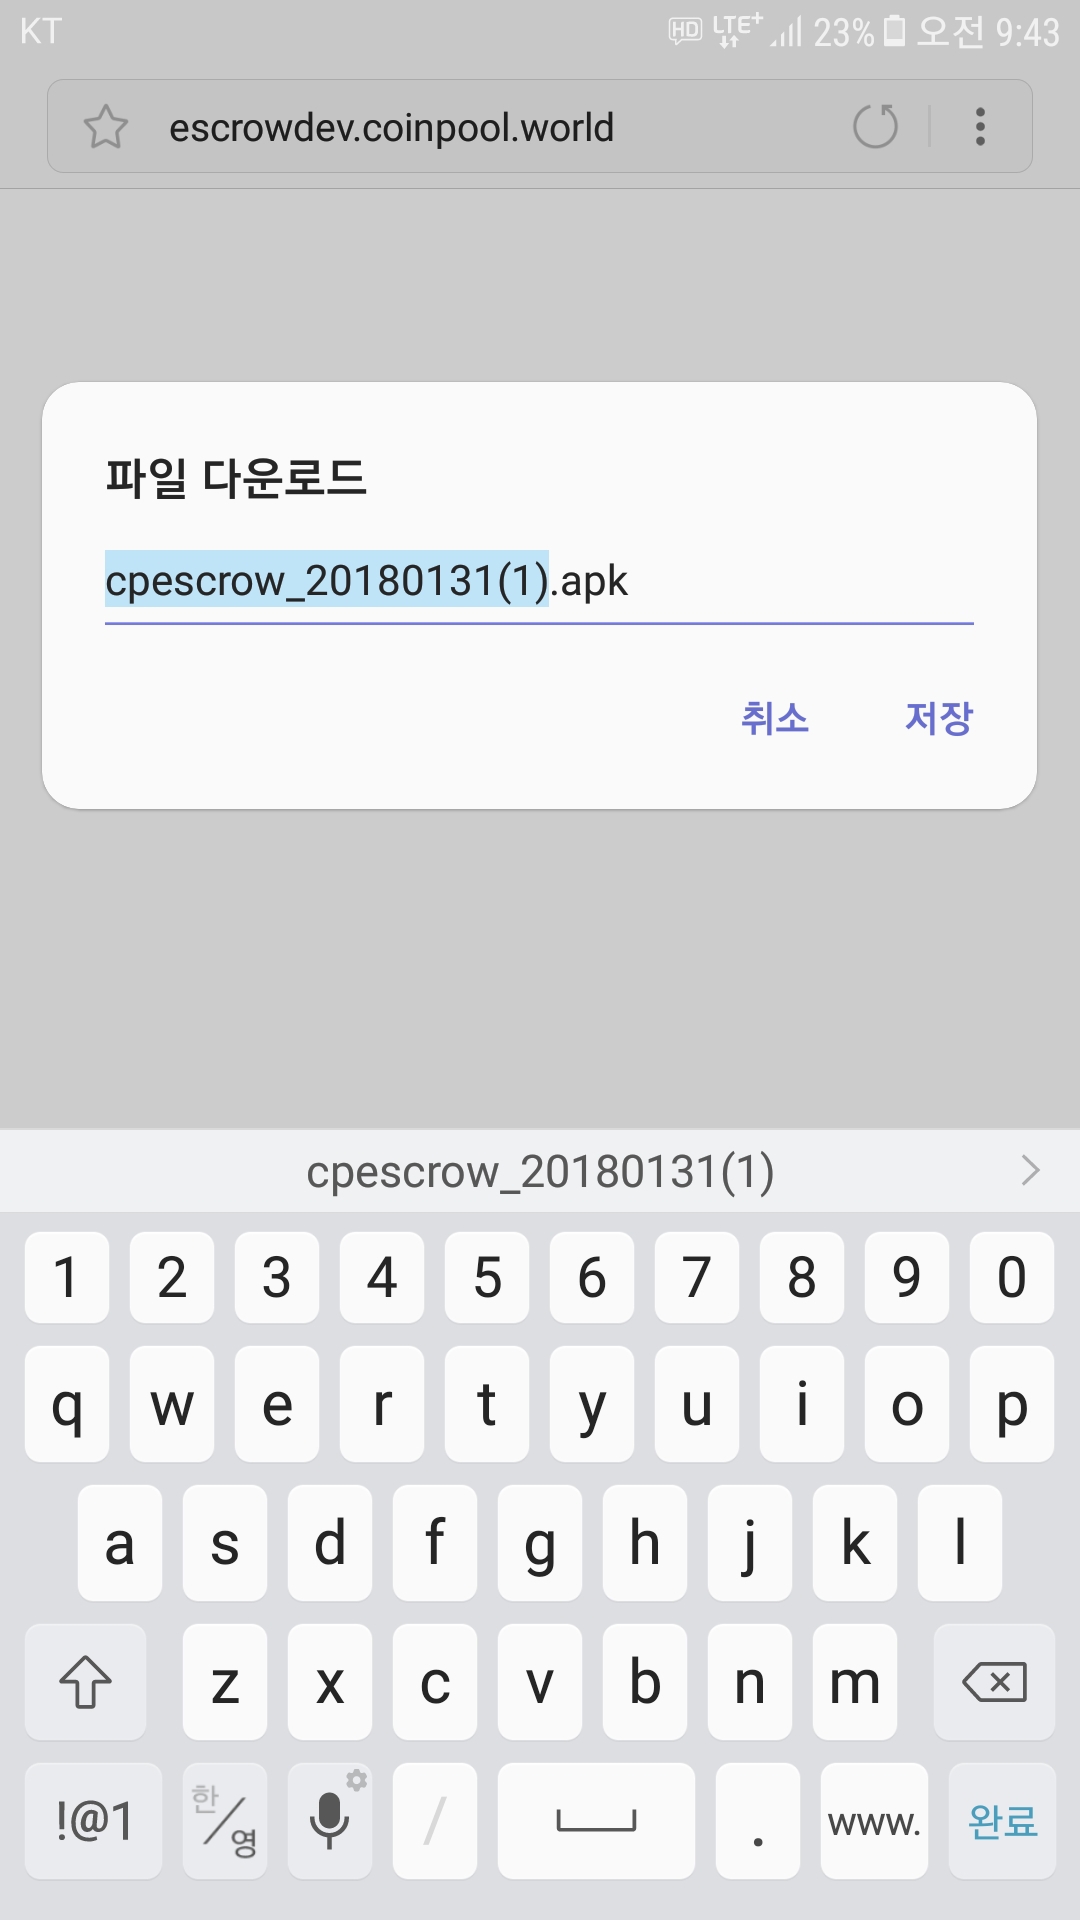 KT HD LTE+ 23% 오전 9:43
escrowdev.coinpool.world
파일 다운로드
cpescrow_20180131(1).apk
취소 저장
cpescrow_20180131(1)
1 2 3 4 5 6 7 8 9 0
q w e r t y u i o p
a s d f g h j k l
z x c v b n m
!@1 한/영 / . www. 완료